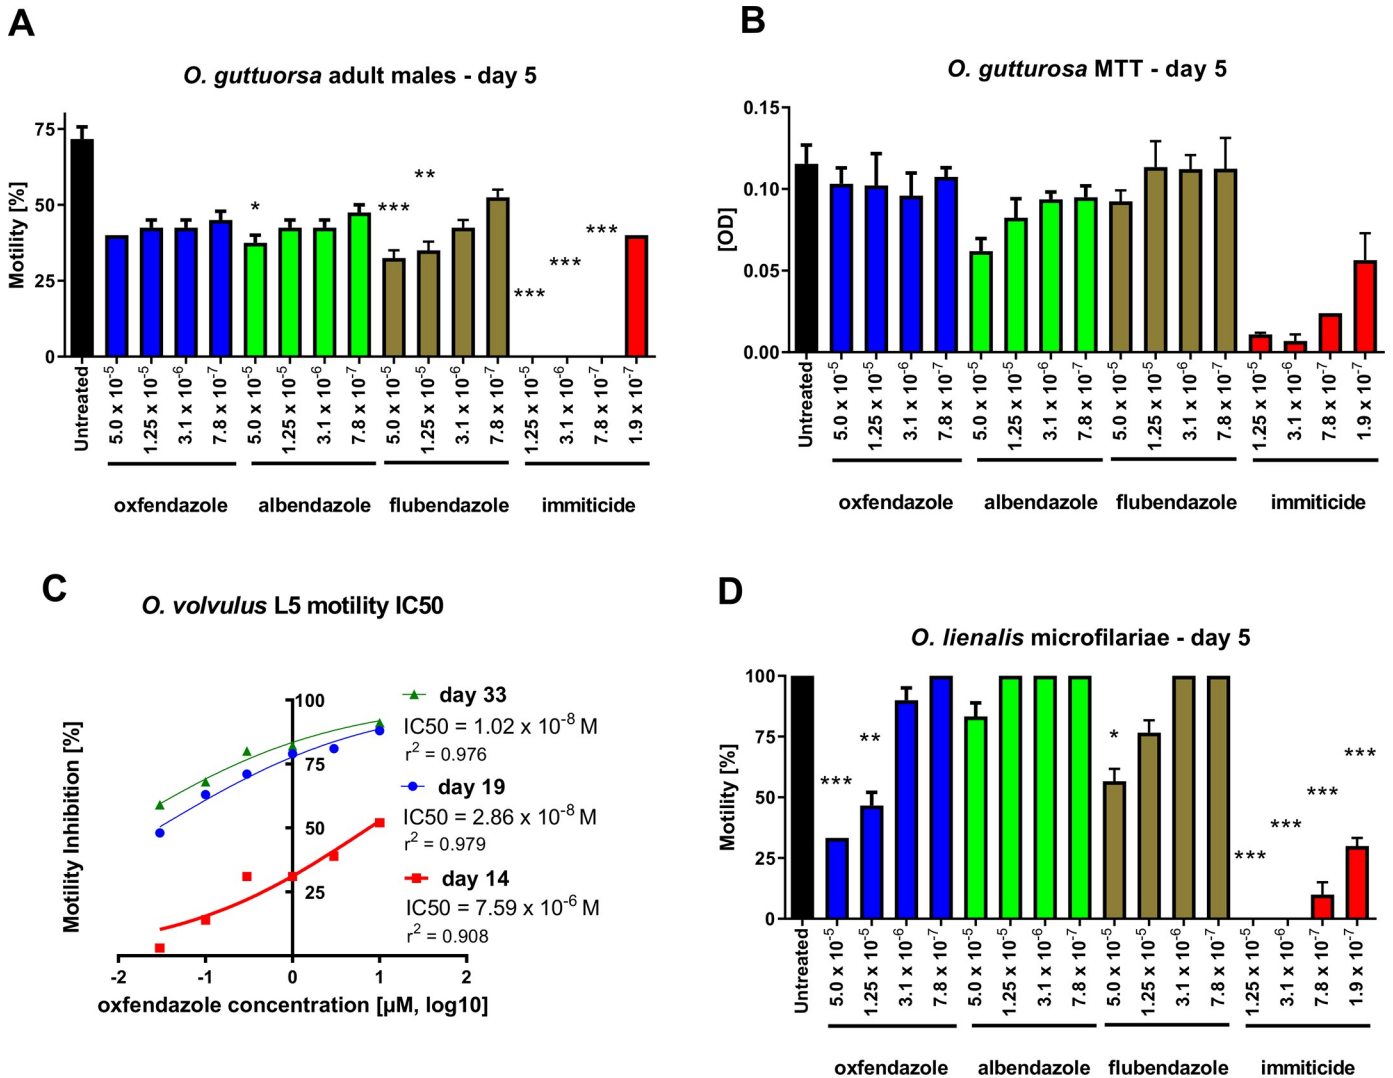 A
O. guttuorsa adult males - day 5
Motility [%]
75
50
25
0
*
***
**
***
***
***
Untreated
5.0 x 10-5
1.25 x 10-5
3.1 x 10-6
7.8 x 10-7
5.0 x 10-5
1.25 x 10-5
3.1 x 10-6
7.8 x 10-7
5.0 x 10-5
1.25 x 10-5
3.1 x 10-6
7.8 x 10-7
1.25 x 10-5
3.1 x 10-6
7.8 x 10-7
1.9 x 10-7
oxfendazole albendazole flubendazole immiticide
B
O. gutturosa MTT - day 5
[OD]
0.15
0.10
0.05
0.00
Untreated
5.0 x 10-5
1.25 x 10-5
3.1 x 10-6
7.8 x 10-7
5.0 x 10-5
1.25 x 10-5
3.1 x 10-6
7.8 x 10-7
5.0 x 10-5
1.25 x 10-5
3.1 x 10-6
7.8 x 10-7
1.25 x 10-5
3.1 x 10-6
7.8 x 10-7
1.9 x 10-7
oxfendazole albendazole flubendazole immiticide
C
O. volvulus L5 motility IC50
Motility Inhibition [%]
100
75
50
25
-2 -1 0 1 2
oxfendazole concentration [µM, log10]
day 33
IC50 = 1.02 x 10-8 M
r2 = 0.976
day 19
IC50 = 2.86 x 10-8 M
r2 = 0.979
day 14
IC50 = 7.59 x 10-6 M
r2 = 0.908
D
O. lienalis microfilariae - day 5
Motility [%]
100
75
50
25
0
***
**
*
***
***
***
***
Untreated
5.0 x 10-5
1.25 x 10-5
3.1 x 10-6
7.8 x 10-7
5.0 x 10-5
1.25 x 10-5
3.1 x 10-6
7.8 x 10-7
5.0 x 10-5
1.25 x 10-5
3.1 x 10-6
7.8 x 10-7
1.25 x 10-5
3.1 x 10-6
7.8 x 10-7
1.9 x 10-7
oxfendazole albendazole flubendazole immiticide